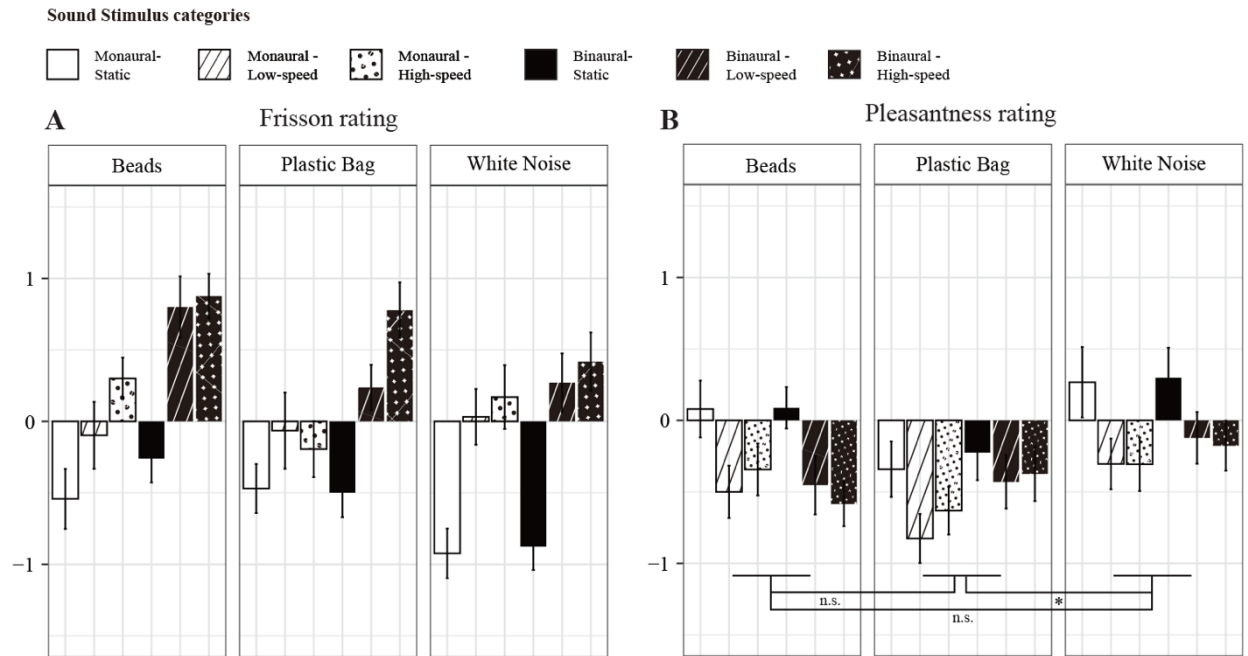 Sound Stimulus categories
Monaural-
Static
Monaural -
Low-speed
Monaural -
High-speed
Binaural-
Static
Binaural -
Low-speed
Binaural -
High-speed
A Frisson rating
Beads Plastic Bag White Noise
1
0
−1
B Pleasantness rating
Beads Plastic Bag White Noise
1
0
−1
n.s. *
n.s.